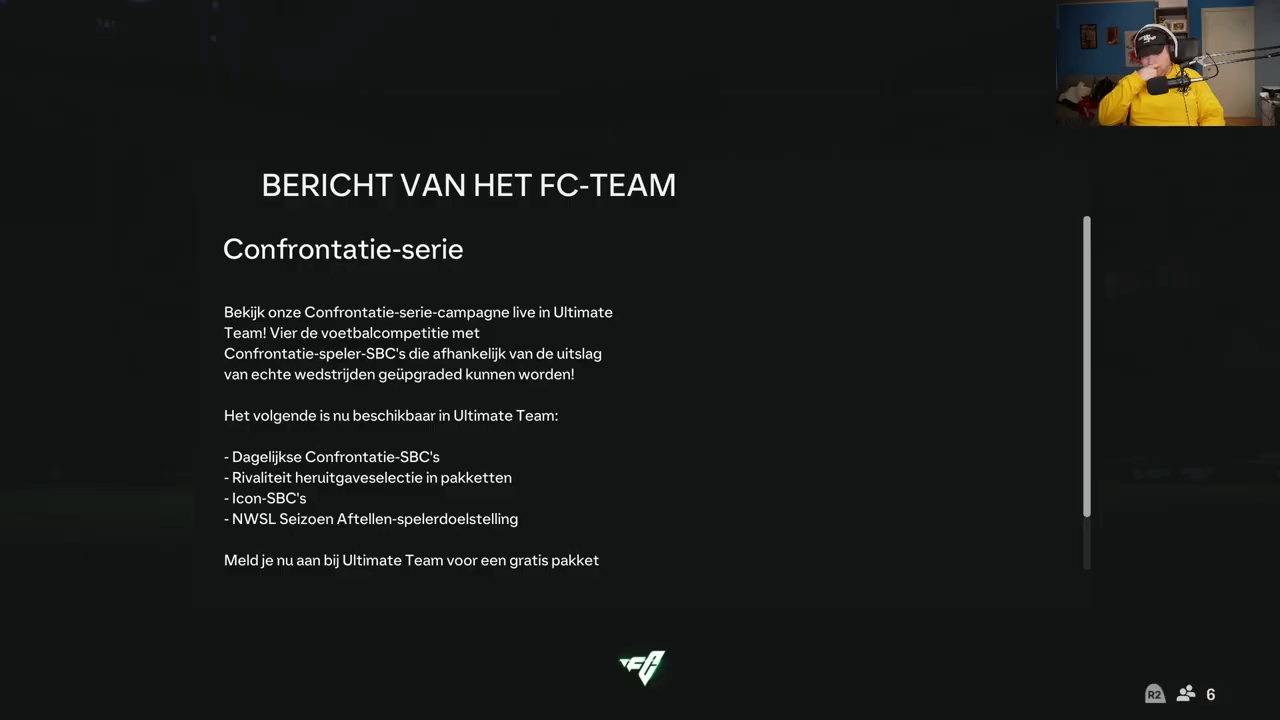 BERICHT VAN HET FC-TEAM
Confrontatie-serie
Bekijk onze Confrontatie-serie-campagne live in Ultimate
Team! Vier de voetbalcompetitie met
Confrontatie-speler-SBC's die afhankelijk van de uitslag
van echte wedstrijden geüpgraded kunnen worden!
Het volgende is nu beschikbaar in Ultimate Team:
- Dagelijkse Confrontatie-SBC's
- Rivaliteit heruitgaveselectie in pakketten
- Icon-SBC's
- NWSL Seizoen Aftellen-spelerdoelstelling
Meld je nu aan bij Ultimate Team voor een gratis pakket
FC
R2 6